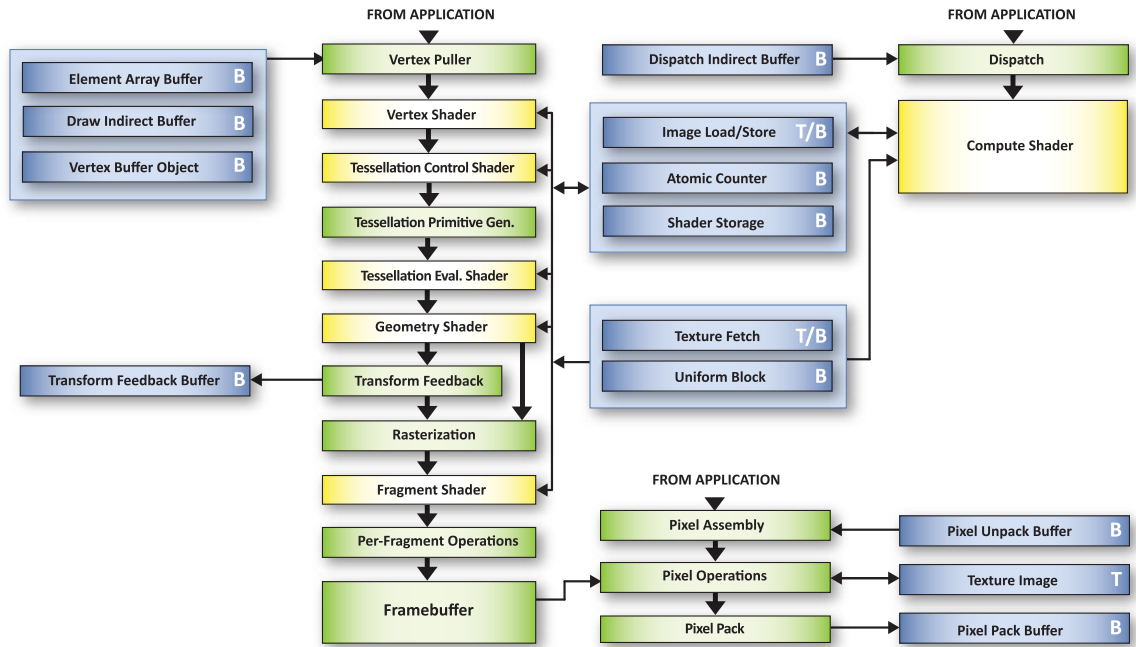 FROM APPLICATION
Vertex Puller
Element Array Buffer B
Draw Indirect Buffer B
Vertex Buffer Object B
Vertex Shader
Tessellation Control Shader
Tessellation Primitive Gen.
Tessellation Eval. Shader
Geometry Shader
Transform Feedback Buffer B
Transform Feedback
Rasterization
Fragment Shader
Per-Fragment Operations
Framebuffer
FROM APPLICATION
Dispatch Indirect Buffer B
Dispatch
Image Load/Store T/B
Atomic Counter B
Shader Storage B
Compute Shader
Texture Fetch T/B
Uniform Block B
FROM APPLICATION
Pixel Assembly
Pixel Unpack Buffer B
Pixel Operations
Texture Image T
Pixel Pack
Pixel Pack Buffer B